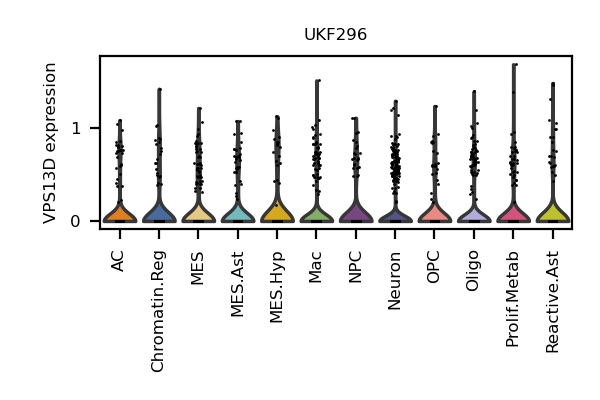 UKF296
VPS13D expression
1
0
AC
Chromatin.Reg
MES
MES.Ast
MES.Hyp
Mac
NPC
Neuron
OPC
Oligo
Prolif.Metab
Reactive.Ast